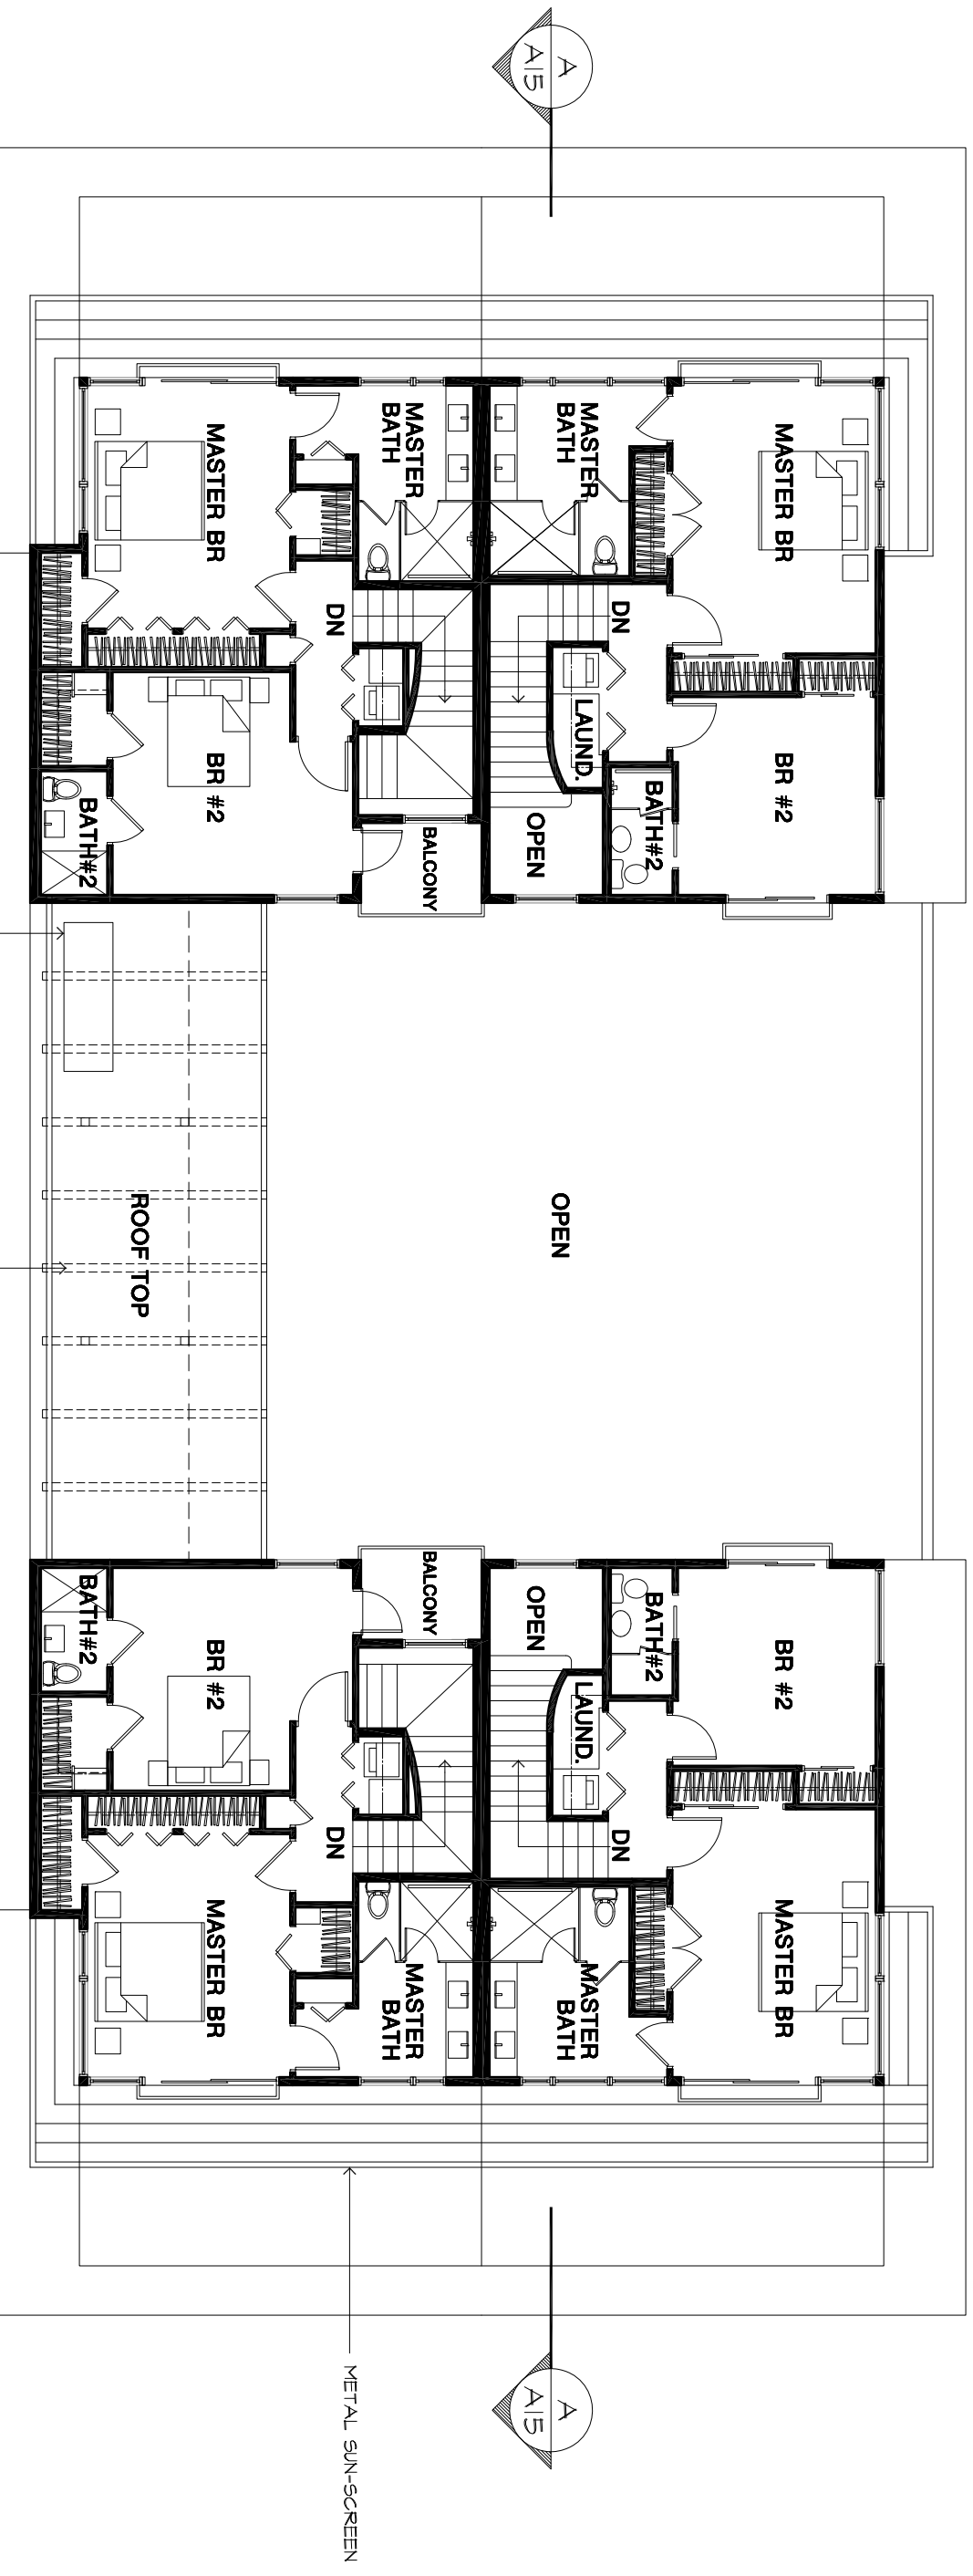 A
A15
MASTER
BATH
MASTER BR
MASTER
BATH
MASTER BR
DN
DN
LAUND.
BR #2
BR #2
BATH#2
BATH#2
BALCONY
OPEN
ROOF TOP
OPEN
BALCONY
OPEN
BATH#2
BATH#2
BR #2
BR #2
LAUND.
DN
DN
MASTER BR
MASTER BR
MASTER
BATH
MASTER
BATH
A
A15
METAL SUN-SCREEN